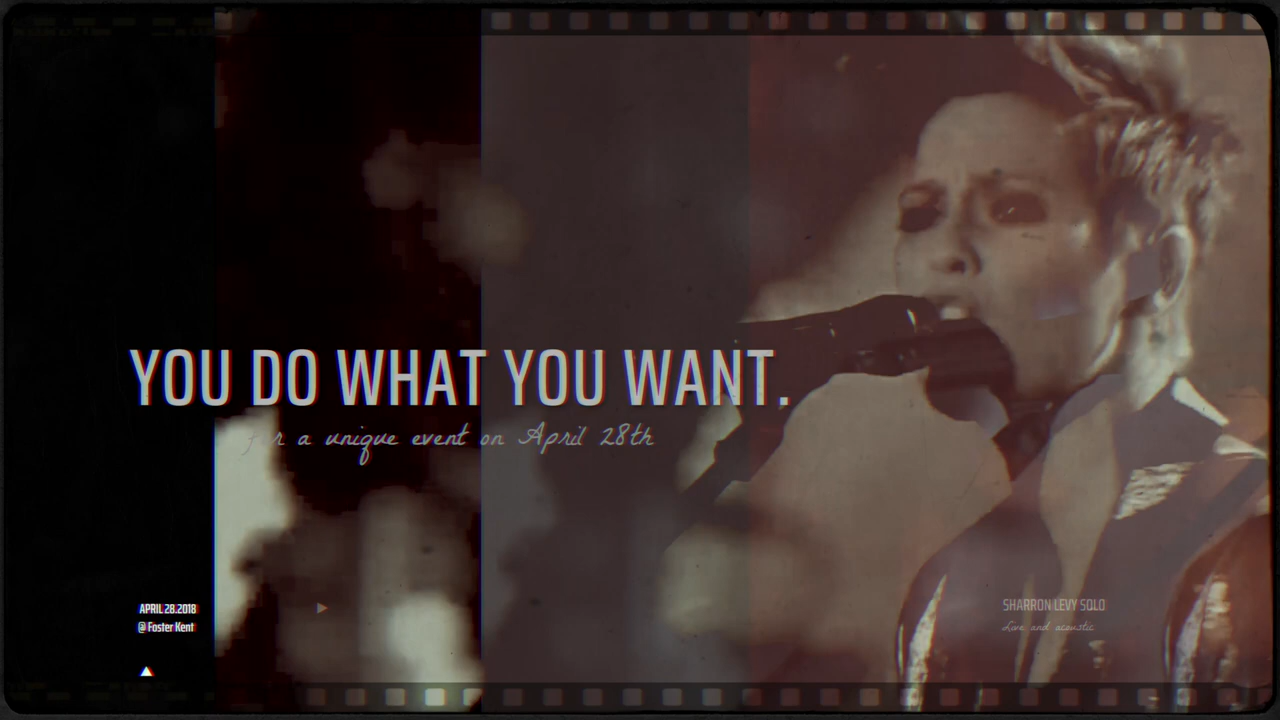 YOU DO WHAT YOU WANT.
for a unique event on April 28th
APRIL 28.2018
@ Foster Kent
SHARRON LEVY SOLO
Live and acoustic